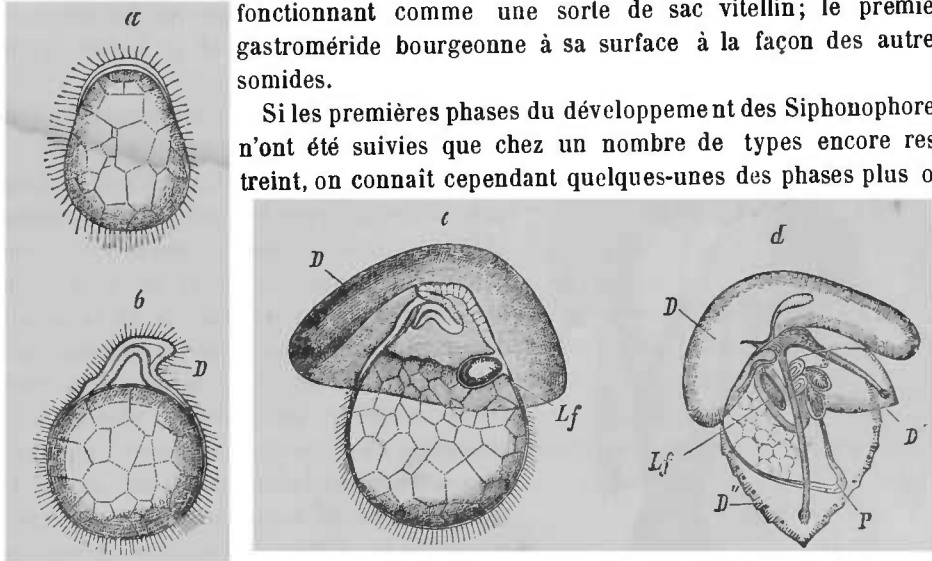 fonctionnant comme une sorte de sac vitellin; le premie
gastroméride bourgeonne à sa surface à la façon des autre
somides.
Si les premières phases du développement des Siphonophore
n'ont été suivies que chez un nombre de types encore res
treint, on connaît cependant quelques-unes des phases plus o
a
b
D
c
D
Lf
d
D
D'
Lf
D"
P